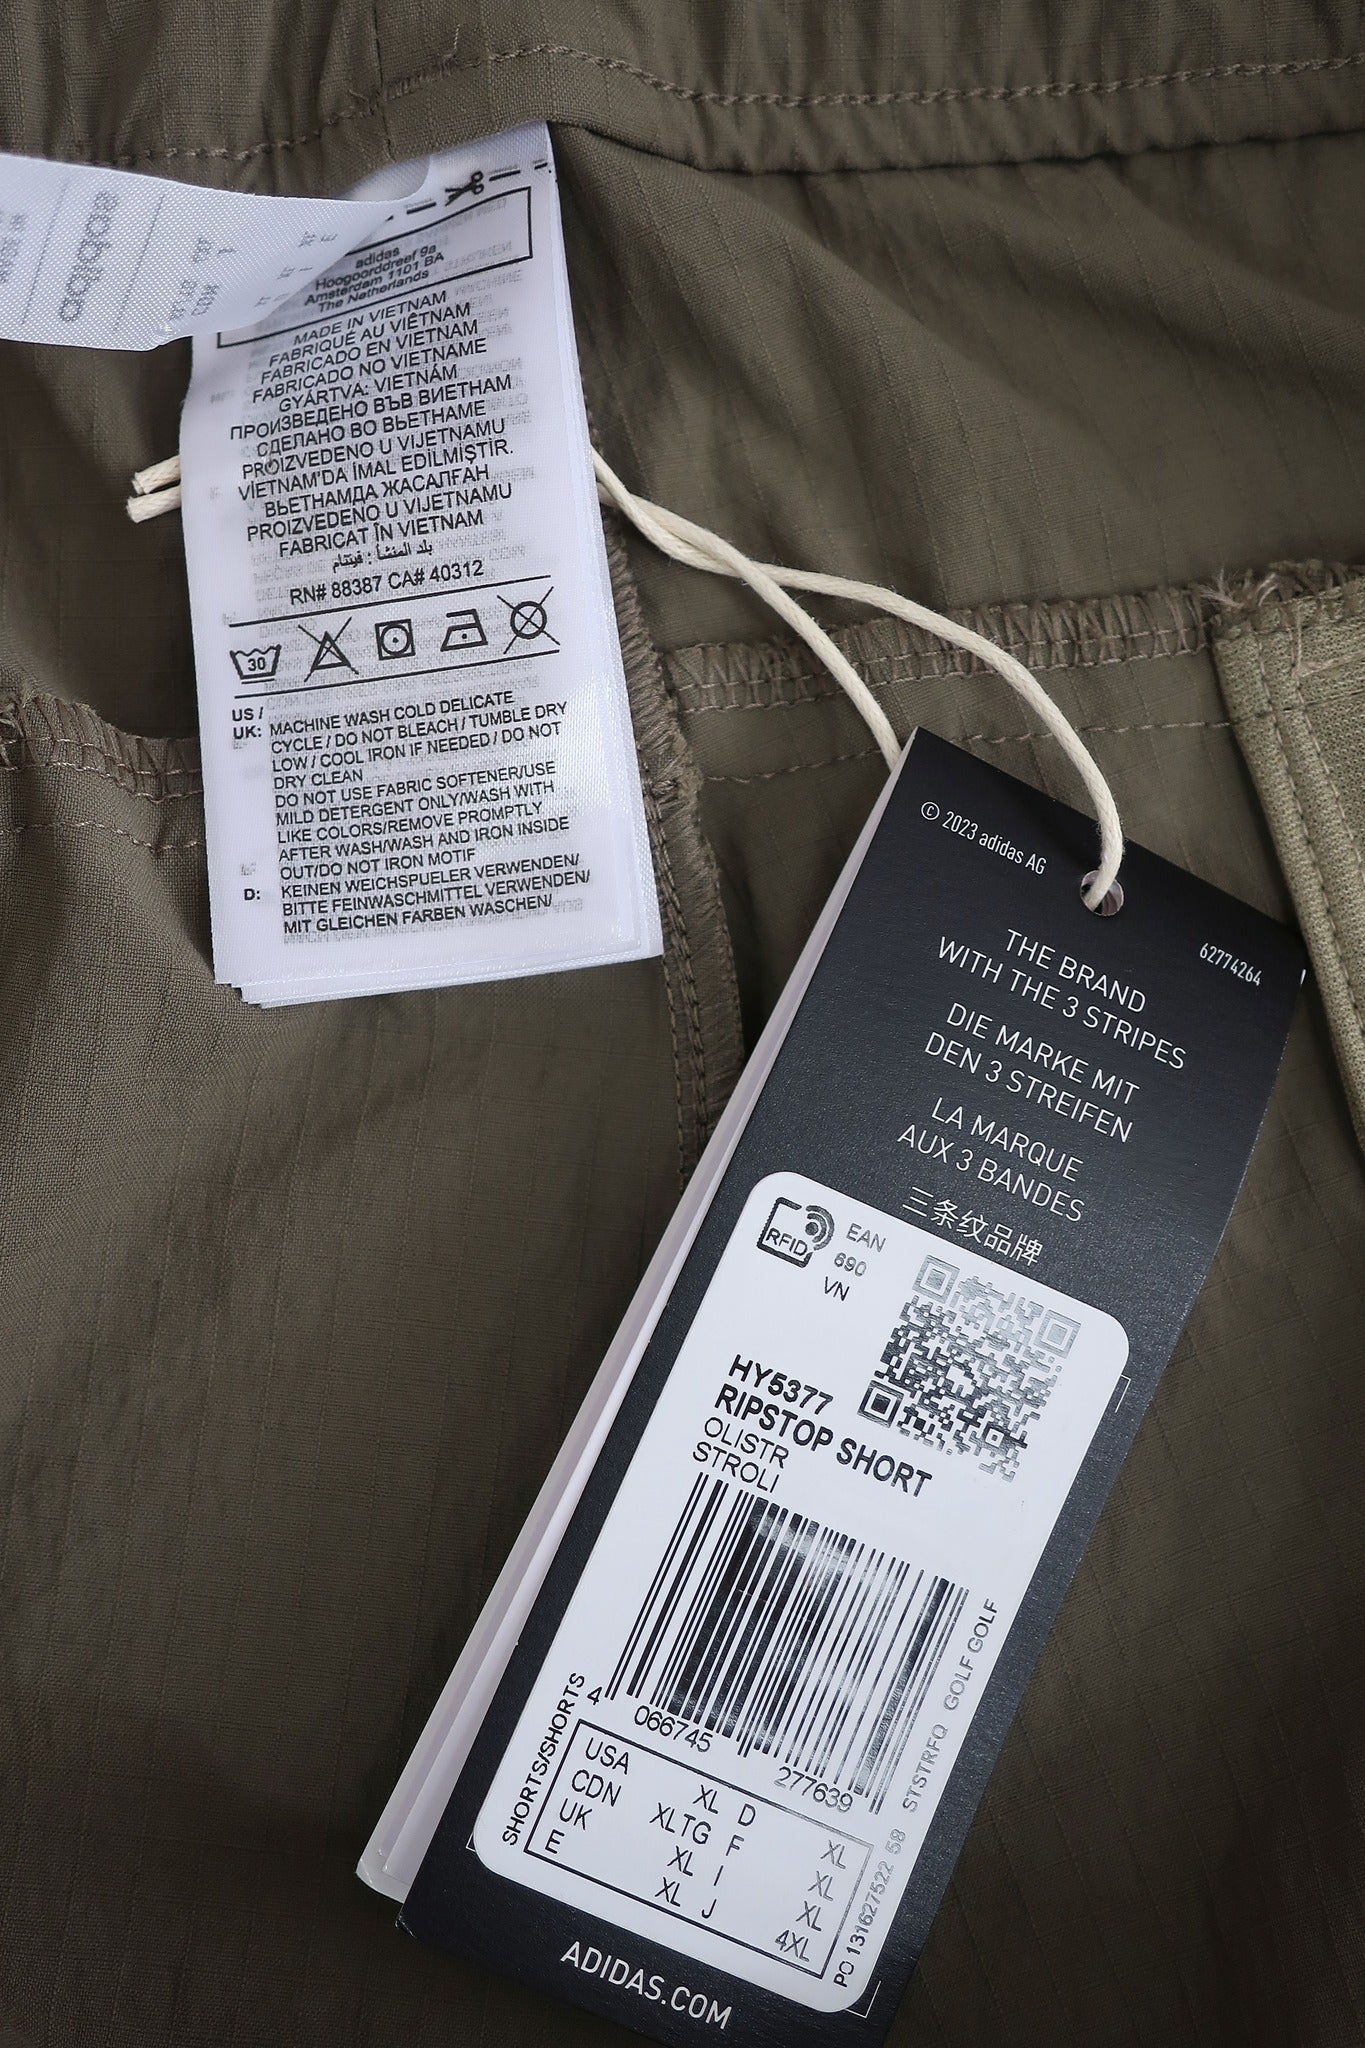 adidas
adidas
Hoogoorddreef 9a
Amsterdam 1101 BA
The Netherlands
MADE IN VIETNAM
FABRIQUÉ AU VIÊTNAM
FABRICADO EN VIETNAM
FABRICADO NO VIETNAME
GYÁRTVA: VIETNÁM
ПРОИЗВЕДЕНО ВЪВ ВИЕТНАМ
СДЕЛАНО ВО ВЬЕТНАМЕ
PROIZVEDENO U VIJETNAMU
VİETNAM'DA İMAL EDİLMİŞTİR.
ВЬЕТНАМДА ЖАСАЛҒАН
PROIZVEDENO U VIJETNAMU
FABRICAT ÎN VIETNAM
بلد المنشأ : فيتنام
RN# 88387 CA# 40312
30
US / UK: MACHINE WASH COLD DELICATE
CYCLE / DO NOT BLEACH / TUMBLE DRY
LOW / COOL IRON IF NEEDED / DO NOT
DRY CLEAN
DO NOT USE FABRIC SOFTENER/USE
MILD DETERGENT ONLY/WASH WITH
LIKE COLORS/REMOVE PROMPTLY
AFTER WASH/WASH AND IRON INSIDE
OUT/DO NOT IRON MOTIF
D: KEINEN WEICHSPUELER VERWENDEN/
BITTE FEINWASCHMITTEL VERWENDEN/
MIT GLEICHEN FARBEN WASCHEN/
© 2023 adidas AG
62774264
THE BRAND
WITH THE 3 STRIPES
DIE MARKE MIT
DEN 3 STREIFEN
LA MARQUE
AUX 3 BANDES
三条纹品牌
RFID
EAN
690
VN
HY5377
RIPSTOP SHORT
OLISTR
STROLI
4 066745 277639
SHORTS/SHORTS
STSTRFQ GOLF GOLF
USA XL D XL
CDN XLTG F XL
UK XL I XL
E XL J 4XL
PO 131627522 58
ADIDAS.COM